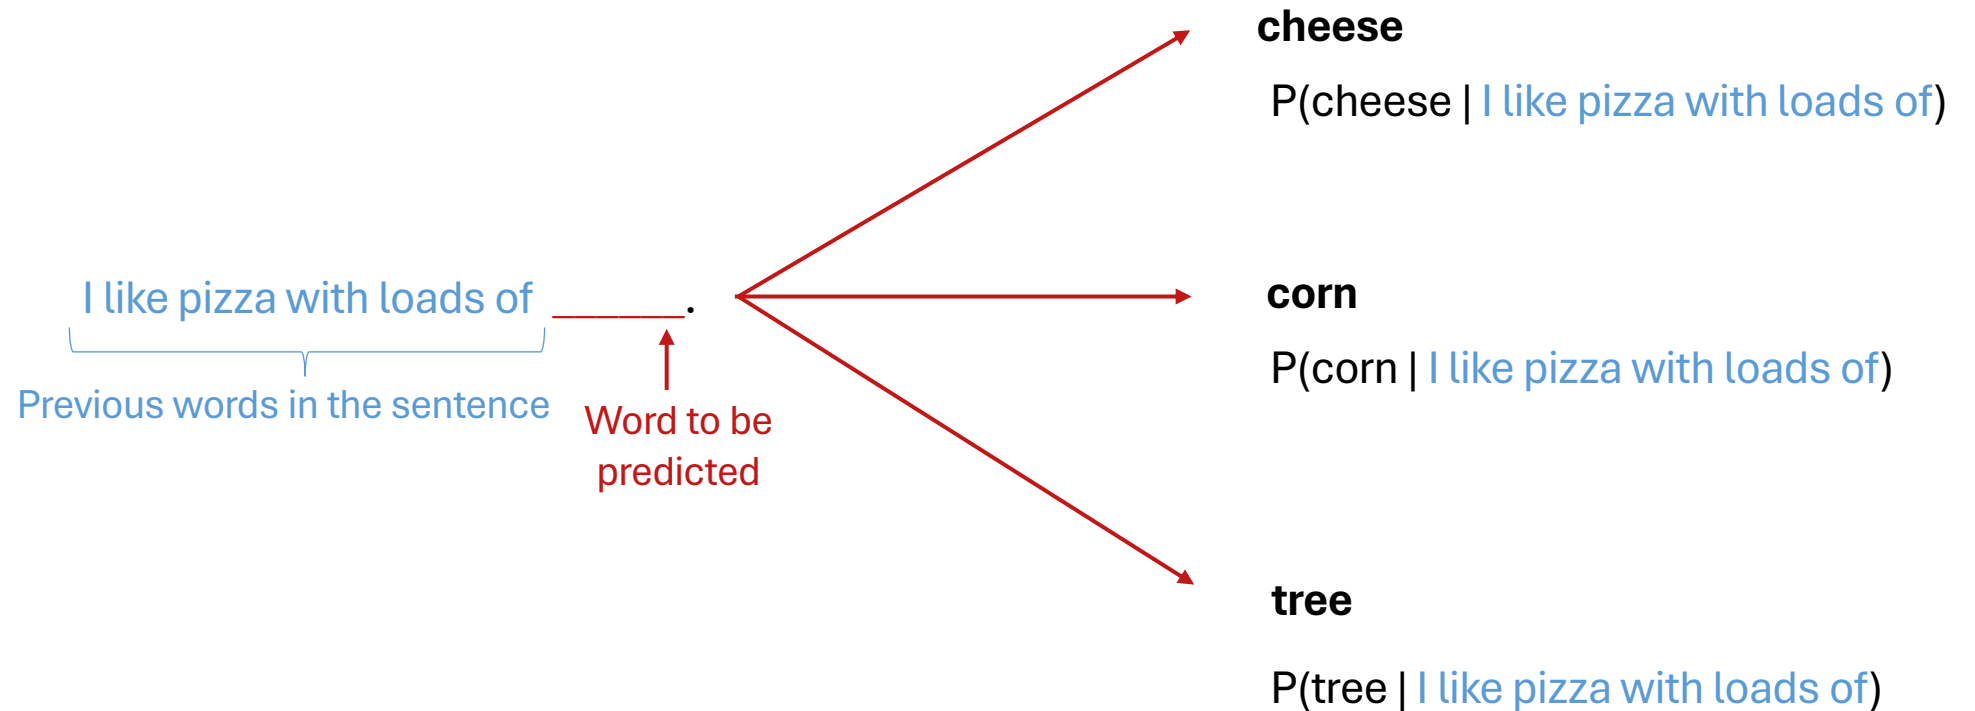 I like pizza with loads of ______.
Previous words in the sentence
Word to be
predicted
cheese
P(cheese | I like pizza with loads of)
corn
P(corn | I like pizza with loads of)
tree
P(tree | I like pizza with loads of)